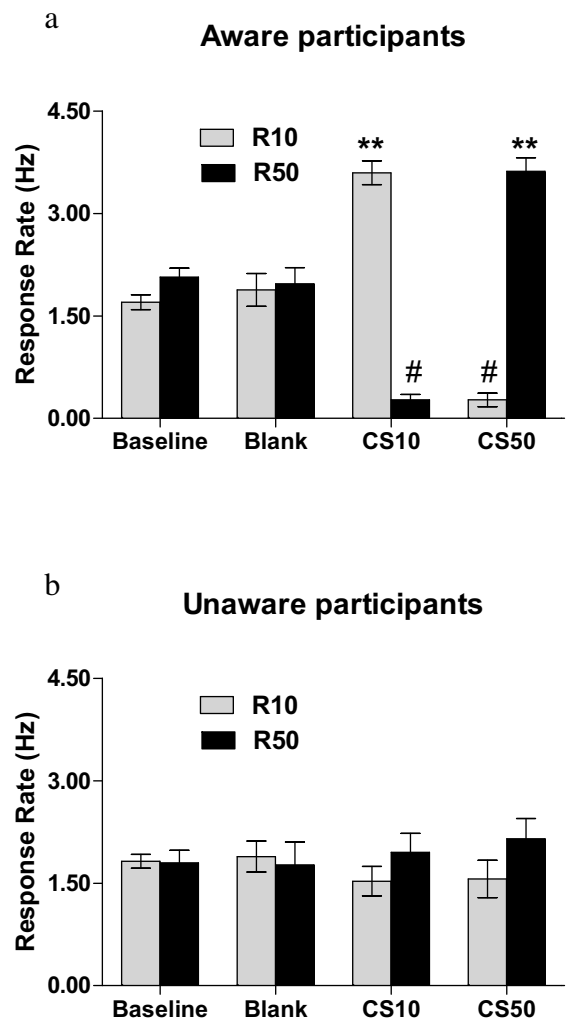 a
Aware participants
4.50
3.00
1.50
0.00
Response Rate (Hz)
R10
R50
** **
# #
Baseline Blank CS10 CS50
b
Unaware participants
4.50
3.00
1.50
0.00
Response Rate (Hz)
R10
R50
Baseline Blank CS10 CS50